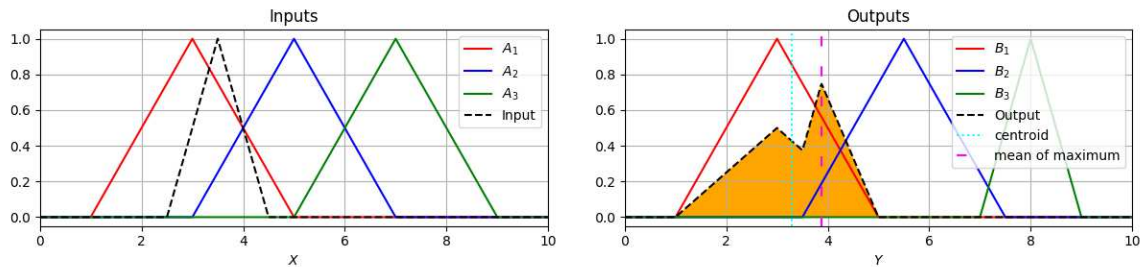 Inputs
1.0
0.8
0.6
0.4
0.2
0.0
0 2 4 6 8 10
X
A1
A2
A3
Input
Outputs
1.0
0.8
0.6
0.4
0.2
0.0
0 2 4 6 8 10
Y
B1
B2
B3
Output
centroid
mean of maximum